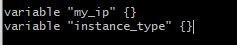 variable "my_ip" {}
variable "instance_type" {}